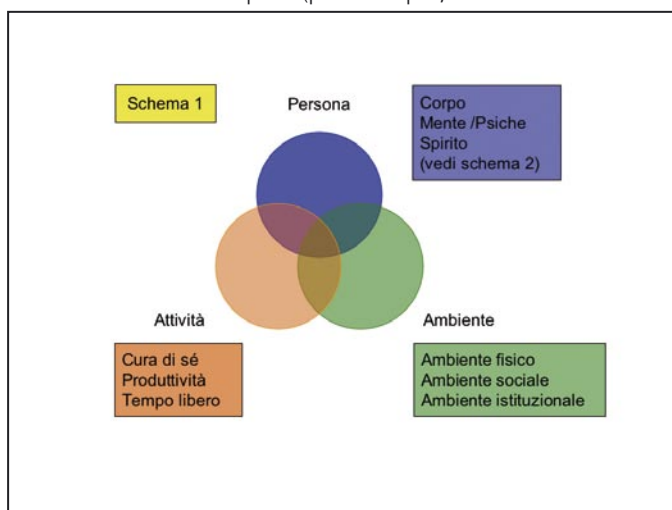 Schema 1
Persona
Corpo
Mente /Psiche
Spirito
(vedi schema 2)
Attività
Ambiente
Cura di sé
Produttività
Tempo libero
Ambiente fisico
Ambiente sociale
Ambiente istituzionale